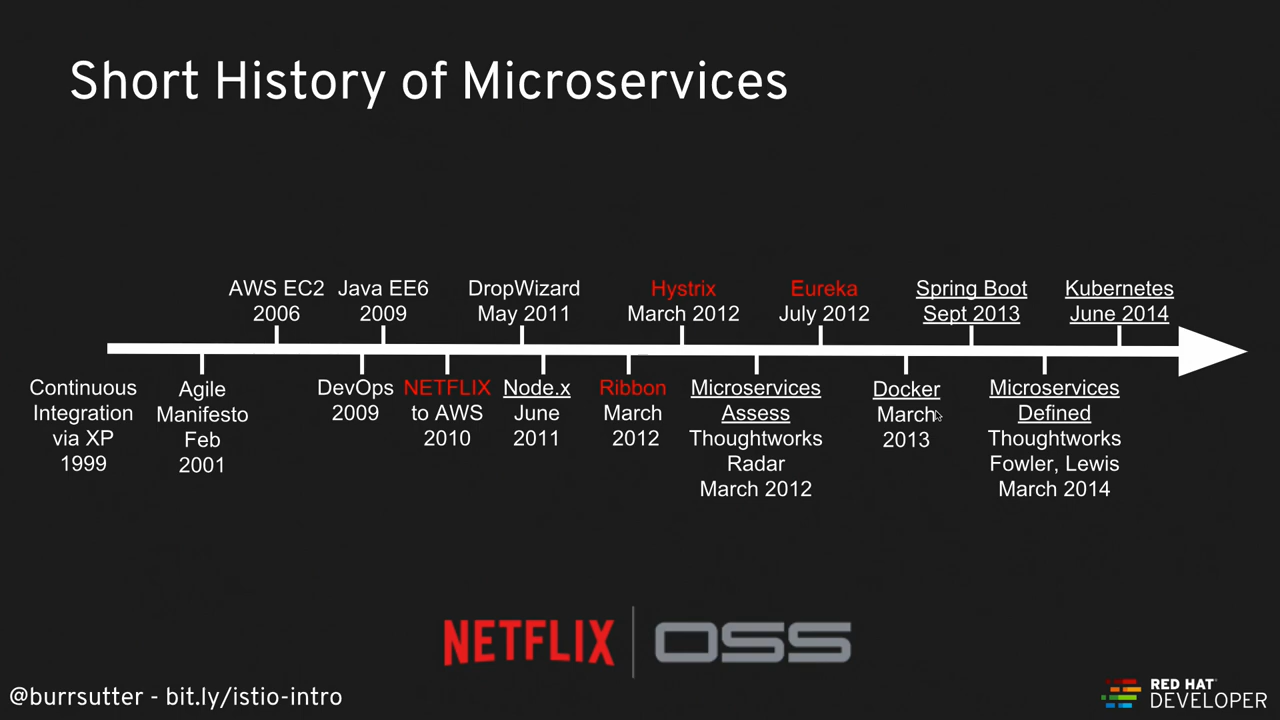 Short History of Microservices
AWS EC2
2006
Java EE6
2009
DropWizard
May 2011
Hystrix
March 2012
Eureka
July 2012
Spring Boot
Sept 2013
Kubernetes
June 2014
Continuous
Integration
via XP
1999
Agile
Manifesto
Feb
2001
DevOps
2009
NETFLIX
to AWS
2010
Node.x
June
2011
Ribbon
March
2012
Microservices
Assess
Thoughtworks
Radar
March 2012
Docker
March
2013
Microservices
Defined
Thoughtworks
Fowler, Lewis
March 2014
NETFLIX OSS
@burrsutter - bit.ly/istio-intro
RED HAT
DEVELOPER